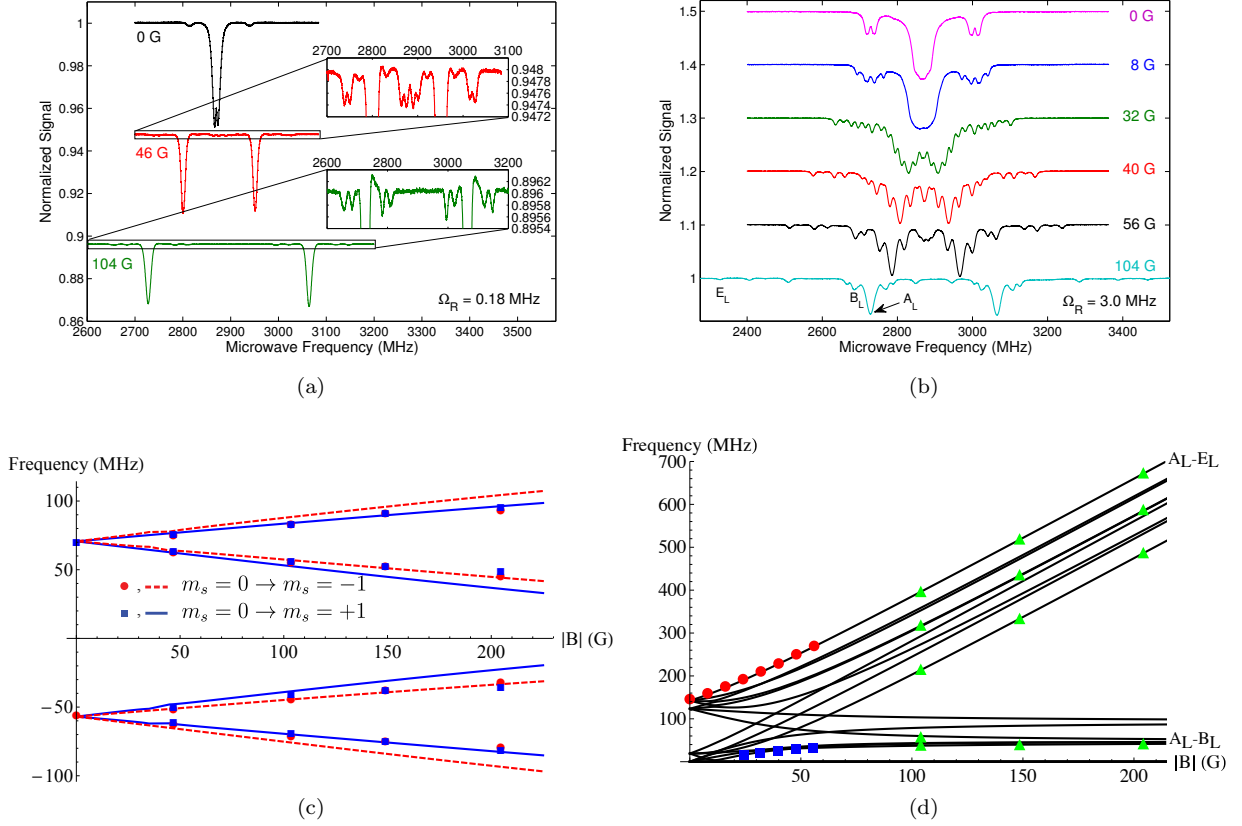 1
0.98
0.96
0.94
0.92
0.9
0.88
0.86
Normalized Signal
0 G
46 G
104 G
2700 2800 2900 3000 3100
0.948
0.9478
0.9476
0.9474
0.9472
2600 2800 3000 3200
0.8962
0.896
0.8958
0.8956
0.8954
Ω_R = 0.18 MHz
2600 2700 2800 2900 3000 3100 3200 3300 3400 3500
Microwave Frequency (MHz)
(a)
1.5
1.4
1.3
1.2
1.1
1
Normalized Signal
0 G
8 G
32 G
40 G
56 G
104 G
E_L
B_L
A_L
Ω_R = 3.0 MHz
2400 2600 2800 3000 3200 3400
Microwave Frequency (MHz)
(b)
Frequency (MHz)
100
50
−50
−100
, m_s = 0 → m_s = −1
, m_s = 0 → m_s = +1
50 100 150 200
|B| (G)
(c)
Frequency (MHz)
700
600
500
400
300
200
100
0
A_L-E_L
A_L-B_L
50 100 150 200
|B| (G)
(d)